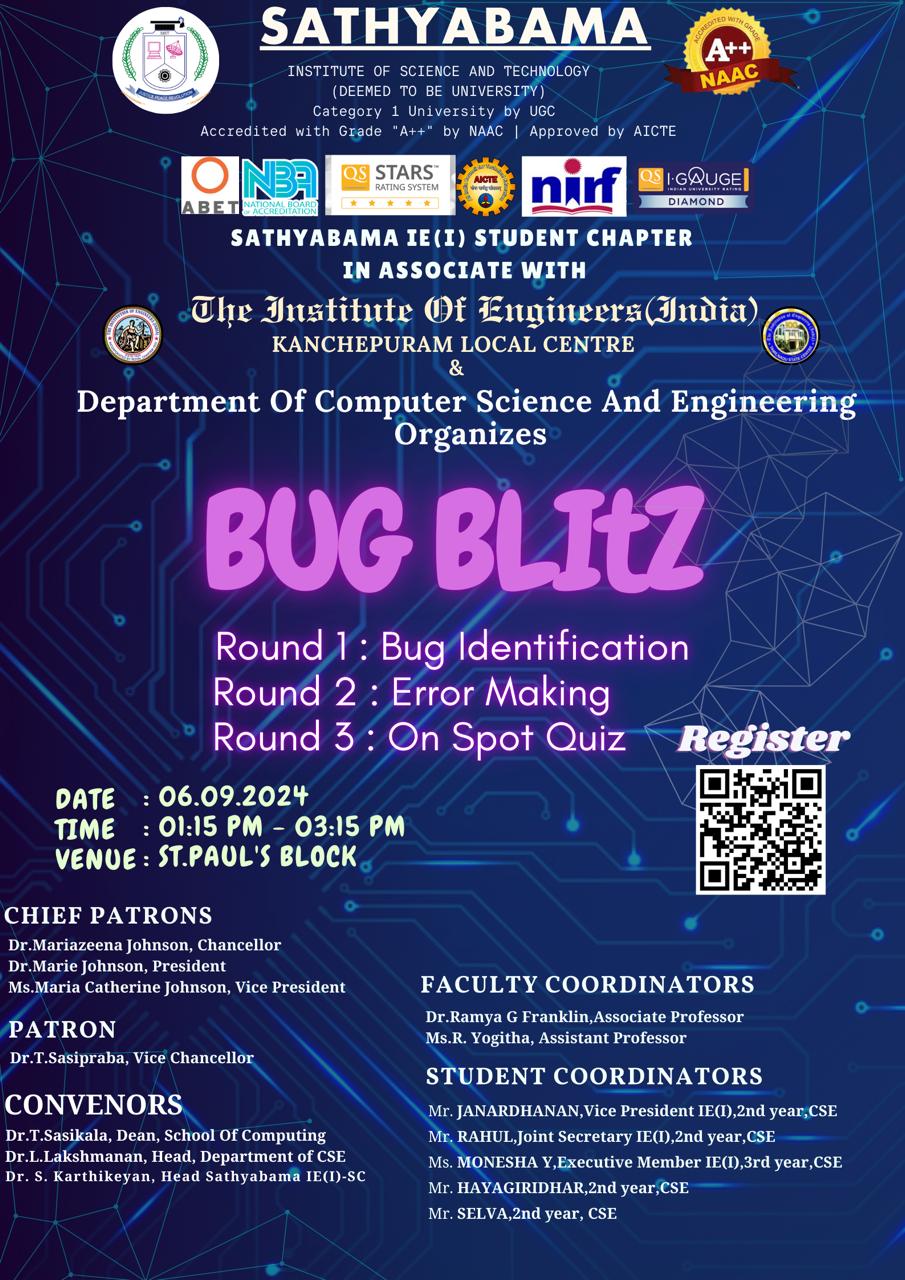 SATHYABAMA
INSTITUTE OF SCIENCE AND TECHNOLOGY
(DEEMED TO BE UNIVERSITY)
Category 1 University by UGC
Accredited with Grade "A++" by NAAC | Approved by AICTE
ACCREDITED WITH GRADE
A++
NAAC
ABET
NBA
NATIONAL BOARD
of ACCREDITATION
QS STARS™
RATING SYSTEM
AICTE
nirf
QS I·GAUGE
INDIAN UNIVERSITY RATING
DIAMOND
SATHYABAMA IE(I) STUDENT CHAPTER
IN ASSOCIATE WITH
The Institute Of Engineers(India)
KANCHEPURAM LOCAL CENTRE
&
Department Of Computer Science And Engineering
Organizes
BUG BLItZ
Round 1 : Bug Identification
Round 2 : Error Making
Round 3 : On Spot Quiz
Register
DATE : 06.09.2024
TIME : 01:15 PM - 03:15 PM
VENUE : ST.PAUL'S BLOCK
CHIEF PATRONS
Dr.Mariazeena Johnson, Chancellor
Dr.Marie Johnson, President
Ms.Maria Catherine Johnson, Vice President
PATRON
Dr.T.Sasipraba, Vice Chancellor
CONVENORS
Dr.T.Sasikala, Dean, School Of Computing
Dr.L.Lakshmanan, Head, Department of CSE
Dr. S. Karthikeyan, Head Sathyabama IE(I)-SC
FACULTY COORDINATORS
Dr.Ramya G Franklin,Associate Professor
Ms.R. Yogitha, Assistant Professor
STUDENT COORDINATORS
Mr. JANARDHANAN,Vice President IE(I),2nd year,CSE
Mr. RAHUL,Joint Secretary IE(I),2nd year,CSE
Ms. MONESHA Y,Executive Member IE(I),3rd year,CSE
Mr. HAYAGIRIDHAR,2nd year,CSE
Mr. SELVA,2nd year, CSE